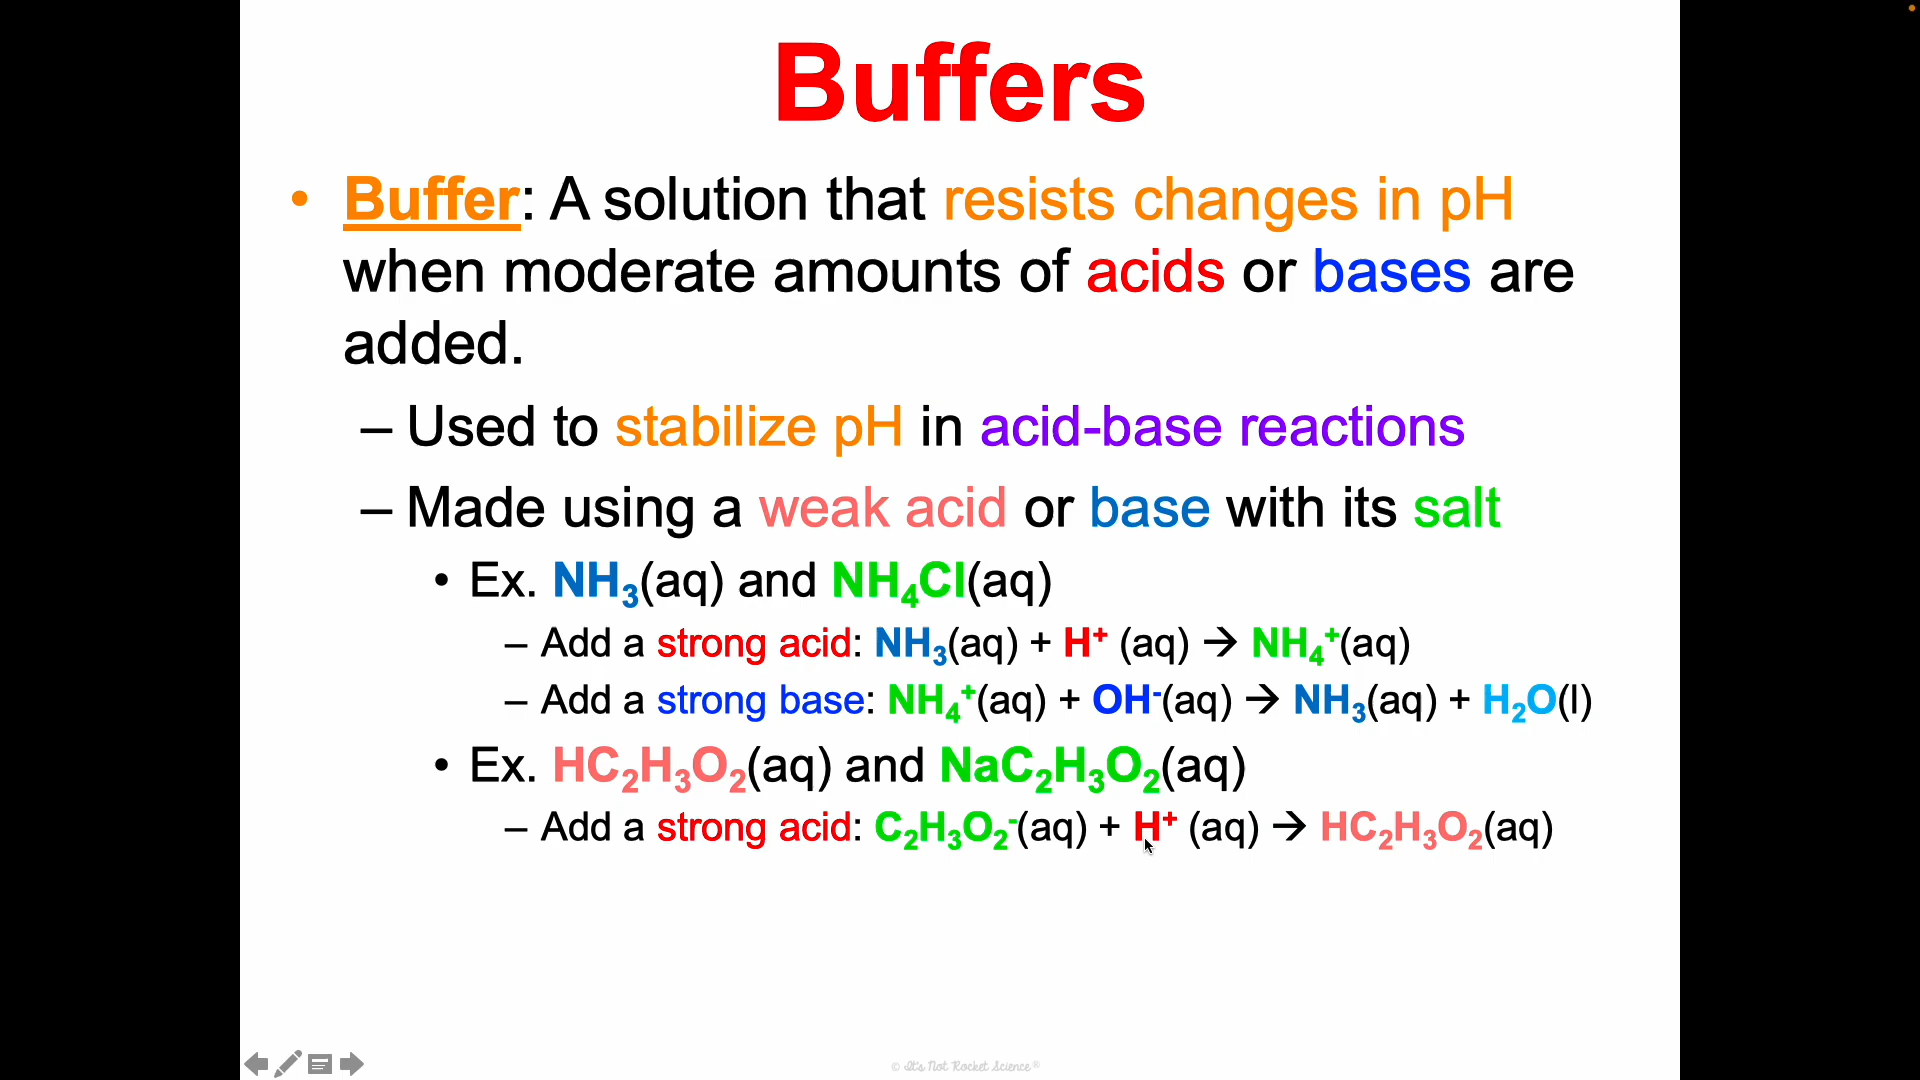 Buffers
• Buffer: A solution that resists changes in pH
when moderate amounts of acids or bases are
added.
– Used to stabilize pH in acid-base reactions
– Made using a weak acid or base with its salt
• Ex. NH₃(aq) and NH₄Cl(aq)
– Add a strong acid: NH₃(aq) + H⁺ (aq) → NH₄⁺(aq)
– Add a strong base: NH₄⁺(aq) + OH⁻(aq) → NH₃(aq) + H₂O(l)
• Ex. HC₂H₃O₂(aq) and NaC₂H₃O₂(aq)
– Add a strong acid: C₂H₃O₂⁻(aq) + H⁺ (aq) → HC₂H₃O₂(aq)
© It's Not Rocket Science®